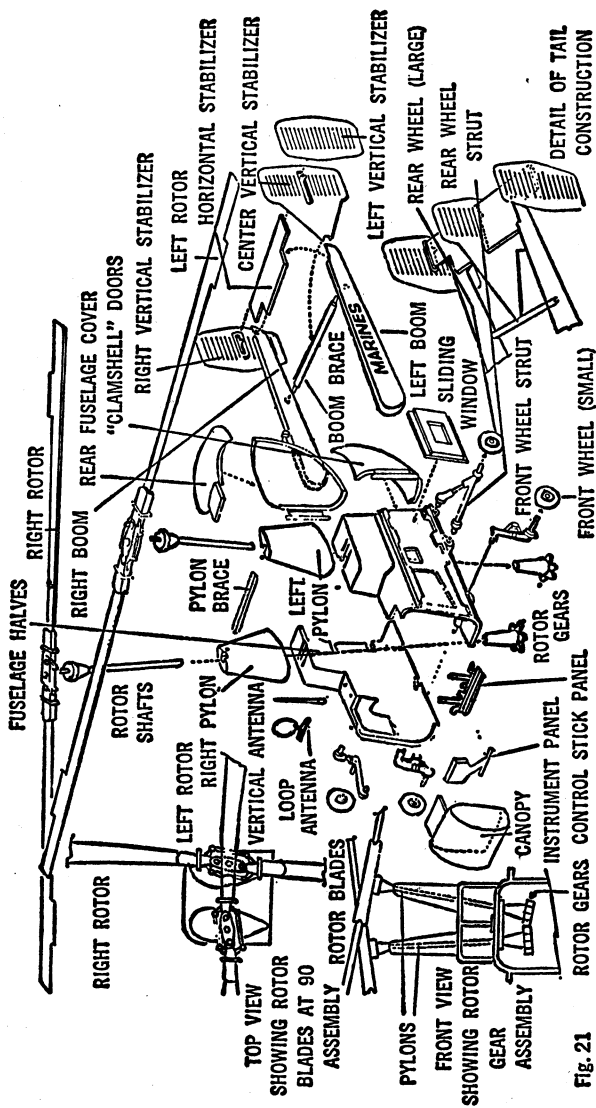 FUSELAGE HALVES
RIGHT ROTOR
RIGHT BOOM
REAR FUSELAGE COVER
"CLAMSHELL" DOORS
RIGHT VERTICAL STABILIZER
LEFT ROTOR
HORIZONTAL STABILIZER
CENTER VERTICAL STABILIZER
ROTOR
SHAFTS
PYLON
BRACE
RIGHT PYLON
LEFT
PYLON
RIGHT ROTOR
LEFT ROTOR
VERTICAL ANTENNA
LOOP
ANTENNA
BOOM BRACE
MARINES
LEFT BOOM
SLIDING
WINDOW
LEFT VERTICAL STABILIZER
REAR WHEEL (LARGE)
REAR WHEEL
STRUT
TOP VIEW
SHOWING ROTOR
BLADES AT 90
ASSEMBLY
ROTOR BLADES
PYLONS
FRONT VIEW
SHOWING ROTOR
GEAR
ASSEMBLY
ROTOR GEARS
CANOPY
INSTRUMENT PANEL
CONTROL STICK PANEL
ROTOR
GEARS
FRONT WHEEL STRUT
FRONT WHEEL (SMALL)
DETAIL OF TAIL
CONSTRUCTION
Fig. 21